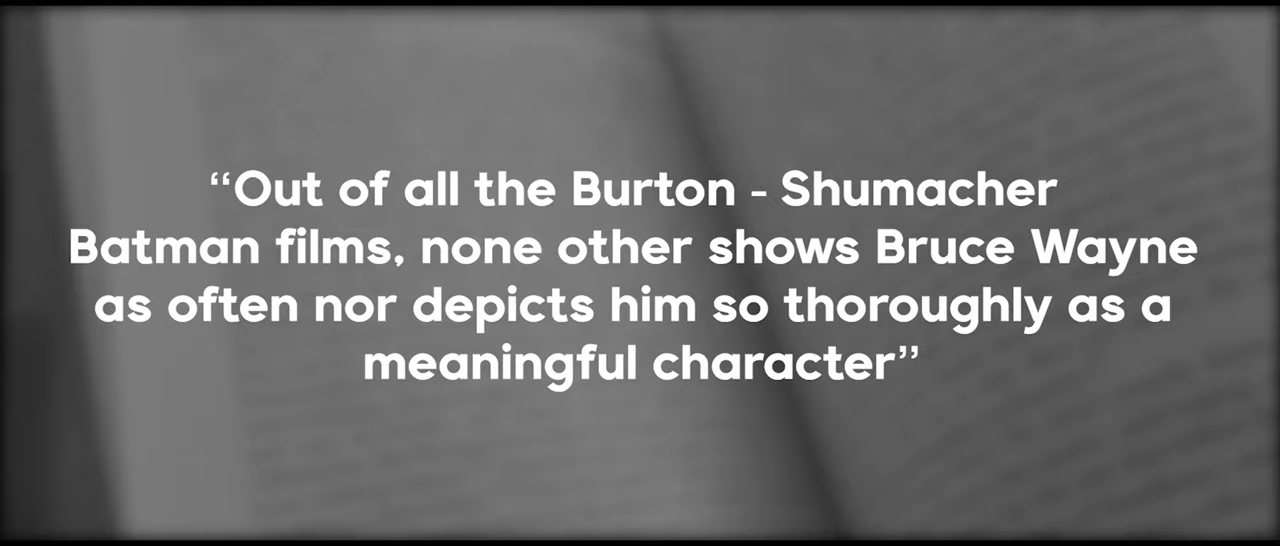 “Out of all the Burton - Shumacher
Batman films, none other shows Bruce Wayne
as often nor depicts him so thoroughly as a
meaningful character”